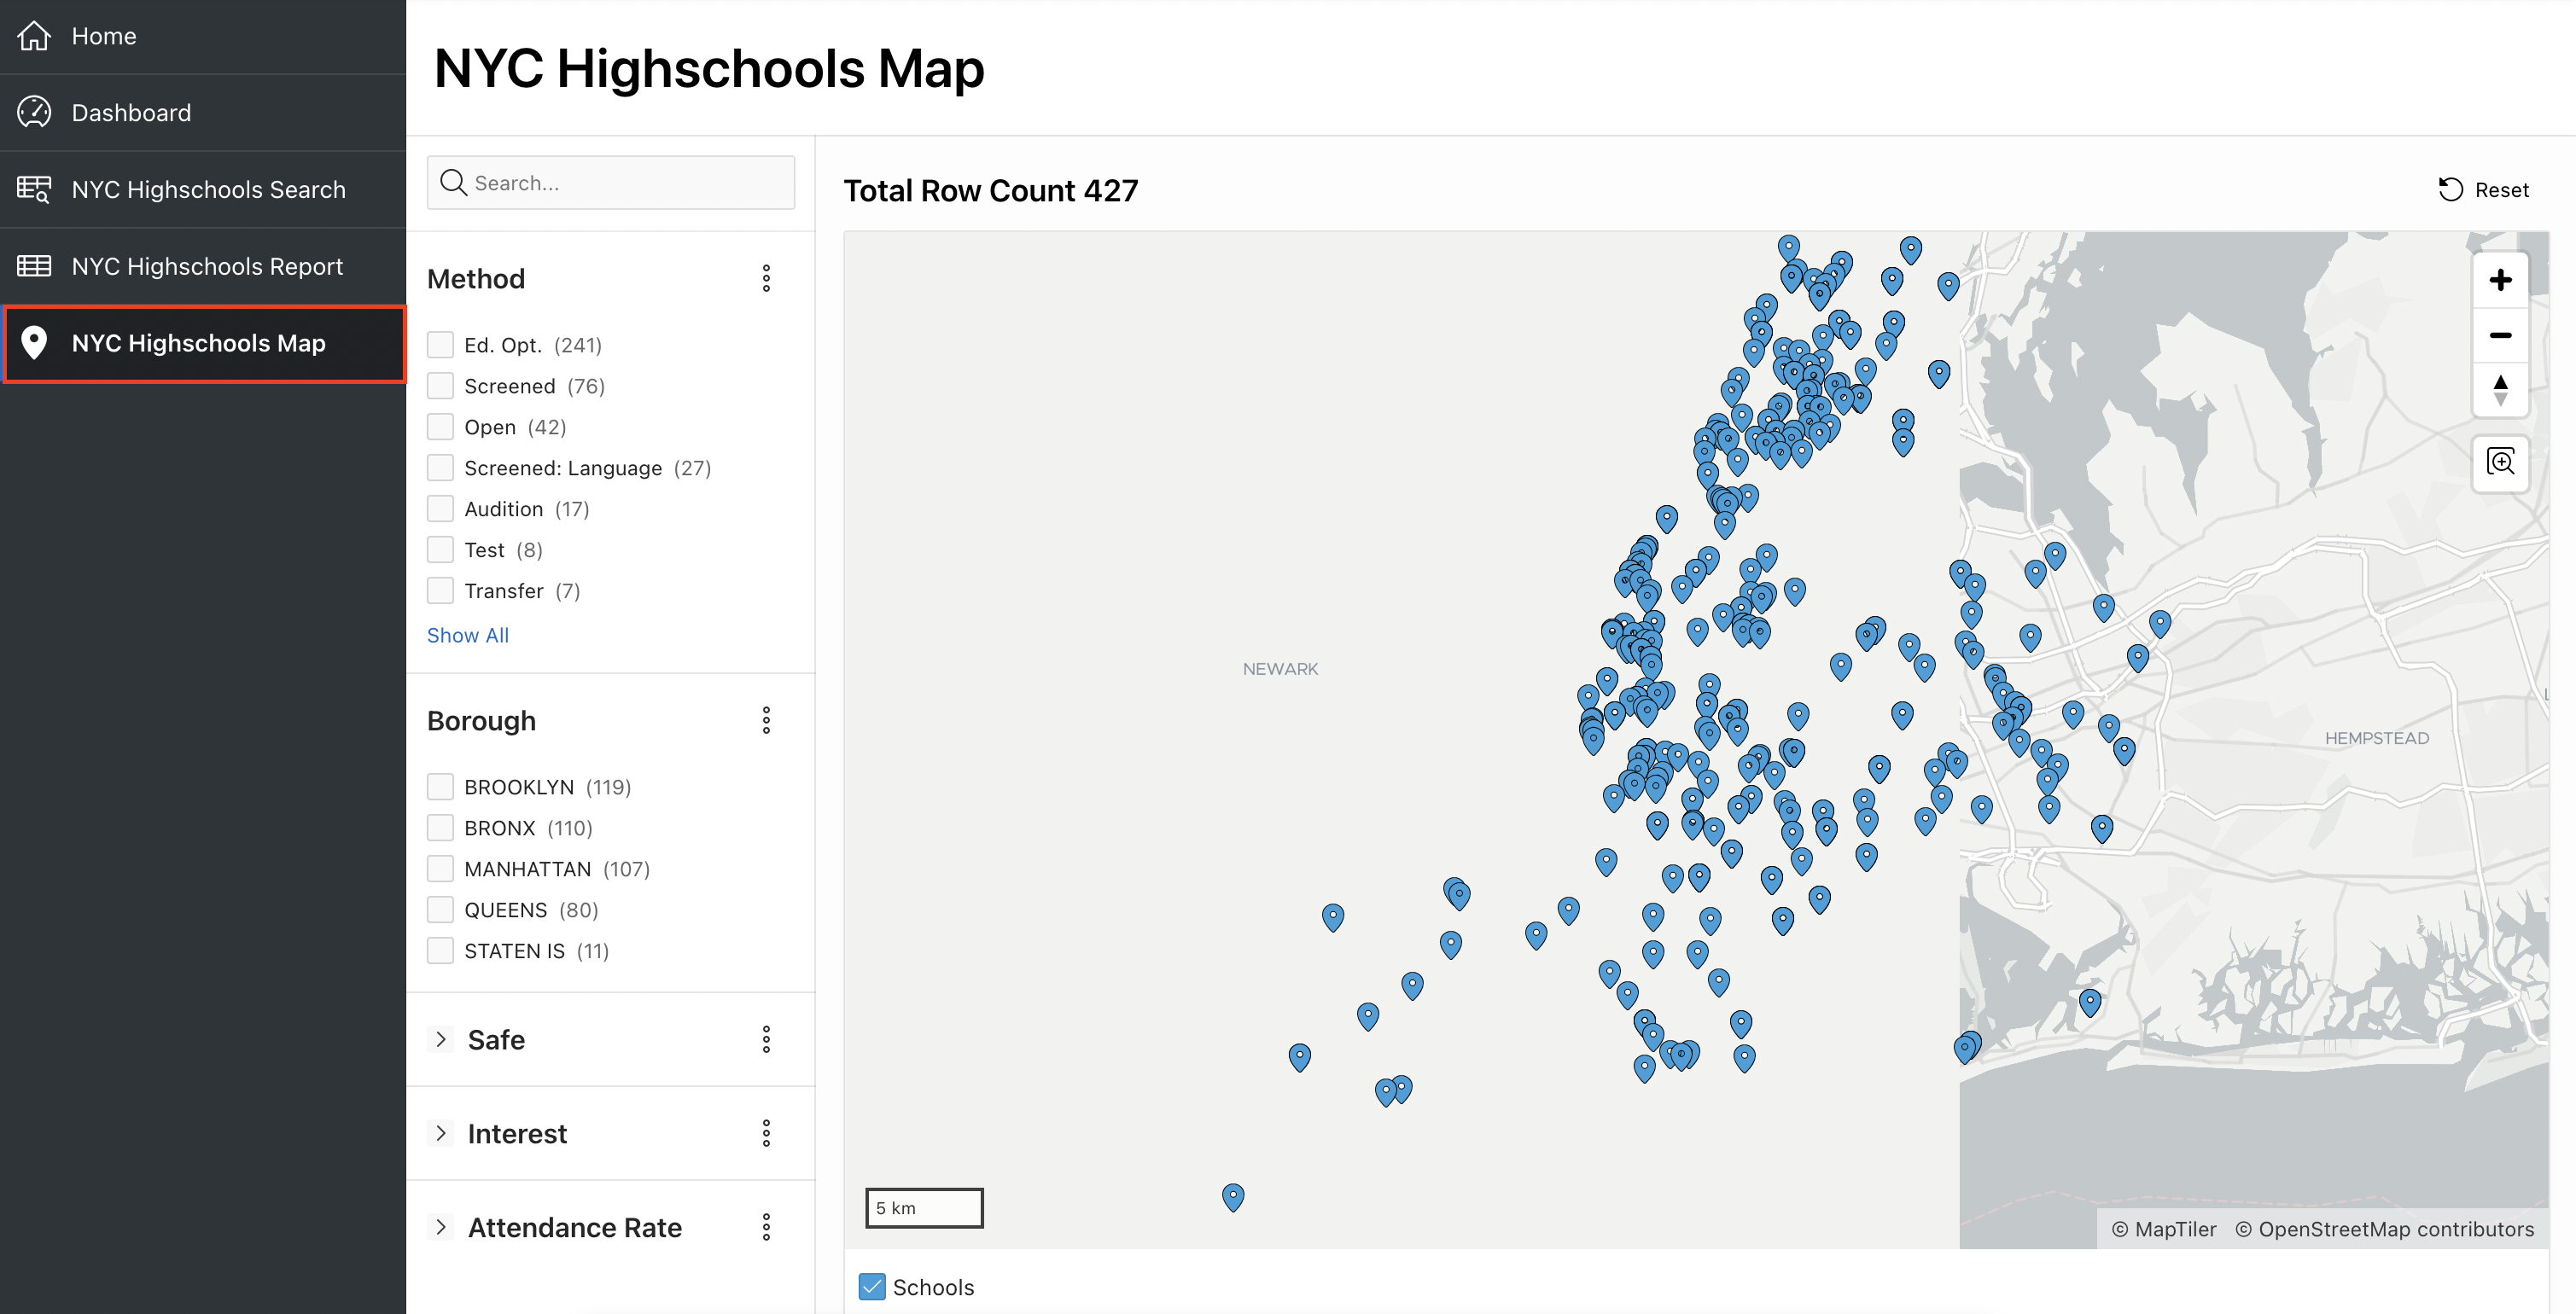 Home
Dashboard
NYC Highschools Search
NYC Highschools Report
NYC Highschools Map
NYC Highschools Map
Search...
Method
Ed. Opt. (241)
Screened (76)
Open (42)
Screened: Language (27)
Audition (17)
Test (8)
Transfer (7)
Show All
Borough
BROOKLYN (119)
BRONX (110)
MANHATTAN (107)
QUEENS (80)
STATEN IS (11)
Safe
Interest
Attendance Rate
Total Row Count 427
Reset
NEWARK
HEMPSTEAD
5 km
© MapTiler © OpenStreetMap contributors
Schools